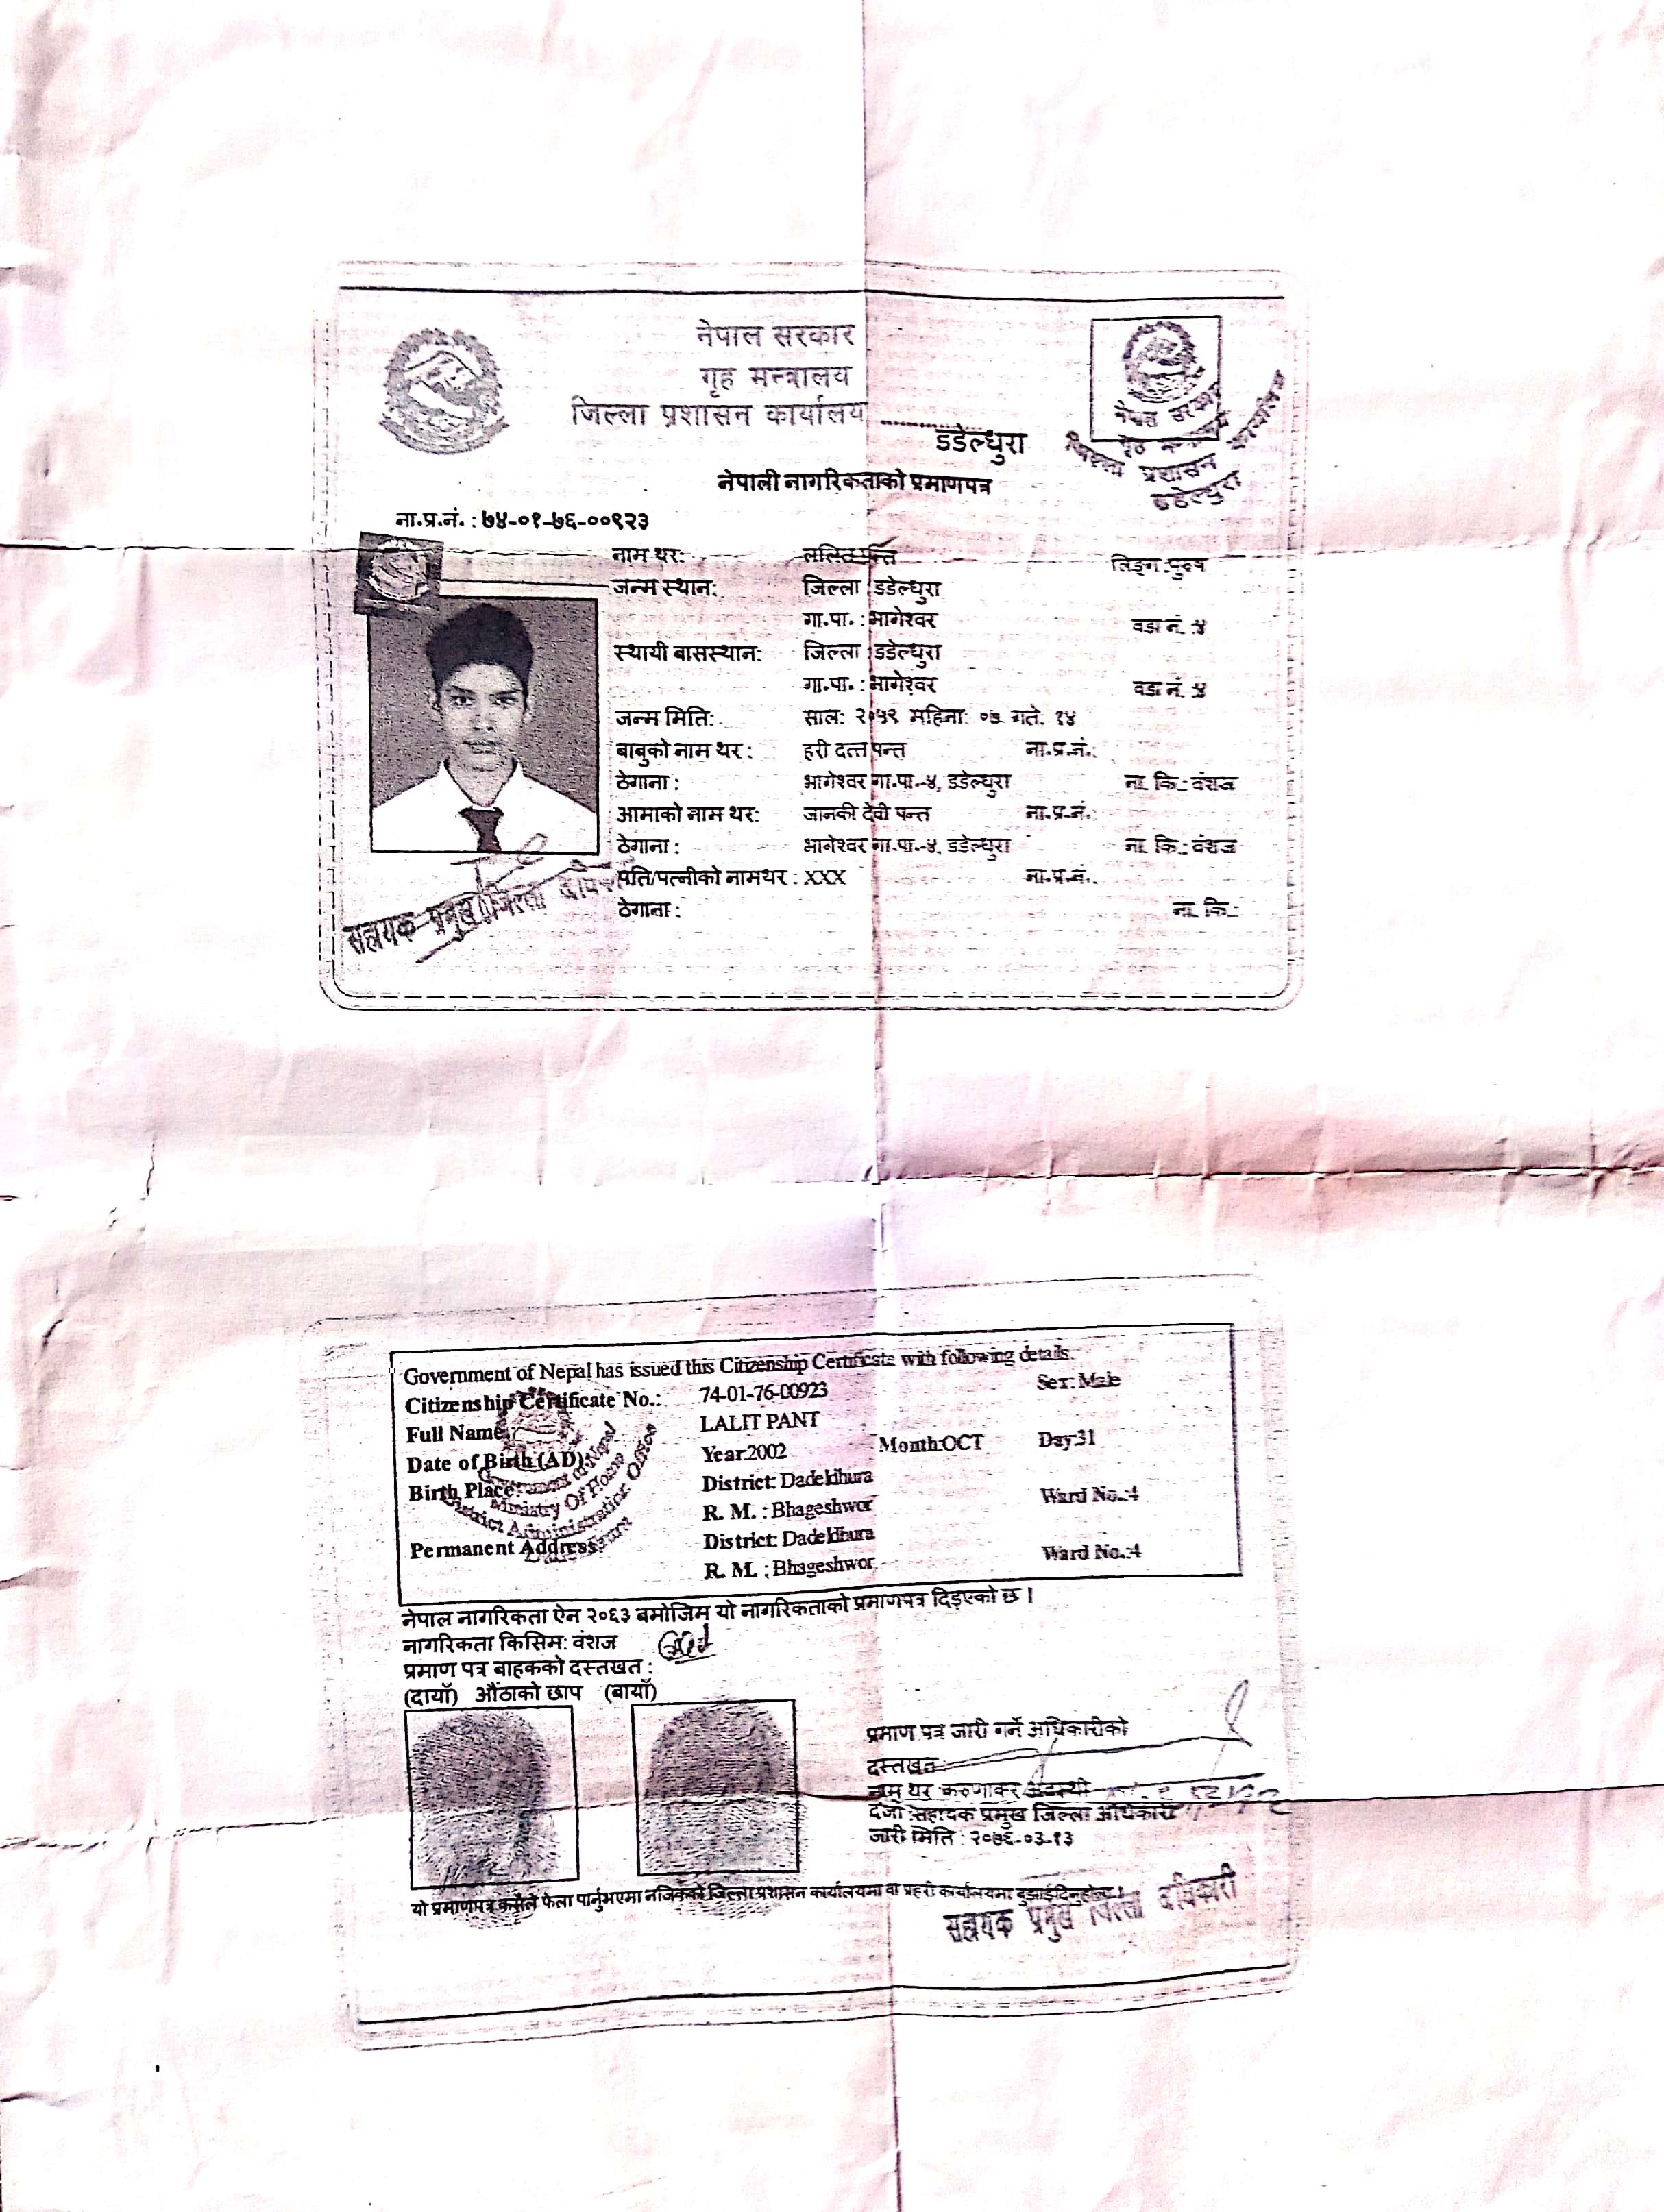 नेपाल सरकार
गृह मन्त्रालय
जिल्ला प्रशासन कार्यालय
डडेल्धुरा
नेपाल सरकार
जिल्ला प्रशासन कार्यालय
डडेल्धुरा
नेपाली नागरिकताको प्रमाणपत्र
ना.प्र.नं. : ७४-०१-७६-००९२३
नाम थर: ललित पन्त लिङ्ग :पुरुष
जन्म स्थान: जिल्ला :डडेल्धुरा
गा.पा. : भागेश्वर वडा नं. :४
स्थायी बासस्थान: जिल्ला :डडेल्धुरा
गा.पा. : भागेश्वर वडा नं. :४
जन्म मिति: साल: २०५९ महिना: ०७ गते: १४
बाबुको नाम थर : हरी दत्त पन्त ना.प्र.नं.:
ठेगाना : भागेश्वर गा.पा.-४, डडेल्धुरा ना. कि.: वंशज
आमाको नाम थर: जानकी देवी पन्त ना.प्र.नं.:
ठेगाना : भागेश्वर गा.पा.-४, डडेल्धुरा ना. कि.: वंशज
पति/पत्नीको नामथर : XXX ना.प्र.नं.
ठेगाना : ना. कि.:
सहायक प्रमुख जिल्ला
Government of Nepal has issued this Citizenship Certificate with following details.
Citizenship Certificate No.: 74-01-76-00923 Sex: Male
Full Name: LALIT PANT
Date of Birth (AD): Year:2002 Month:OCT Day:31
Birth Place: District: Dadeldhura
R. M. : Bhageshwor Ward No.:4
Permanent Address: District: Dadeldhura
R. M. : Bhageshwor Ward No.:4
Government of Nepal
Ministry Of Home
District Administration Office
नेपाल नागरिकता ऐन २०६३ बमोजिम यो नागरिकताको प्रमाणपत्र दिइएको छ ।
नागरिकता किसिम: वंशज
प्रमाण पत्र बाहकको दस्तखत :
(दायाँ) औंठाको छाप (बायाँ)
प्रमाण पत्र जारी गर्ने अधिकारीको
दस्तखत:
नाम थर :करुणाकर अवस्थी
दर्जा :सहायक प्रमुख जिल्ला अधिकारी
जारी मिति : २०७६-०३-१३
यो प्रमाणपत्र कसैले फेला पार्नुभएमा नजिकको जिल्ला प्रशासन कार्यालयमा वा प्रहरी कार्यालयमा बुझाईदिनुहोला ।
सहायक प्रमुख जिल्ला अधिकारी